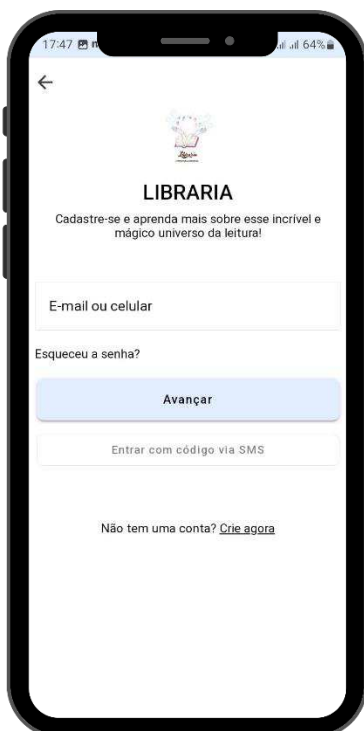 17:47
64%
LIBRARIA
Cadastre-se e aprenda mais sobre esse incrível e
mágico universo da leitura!
E-mail ou celular
Esqueceu a senha?
Avançar
Entrar com código via SMS
Não tem uma conta? Crie agora